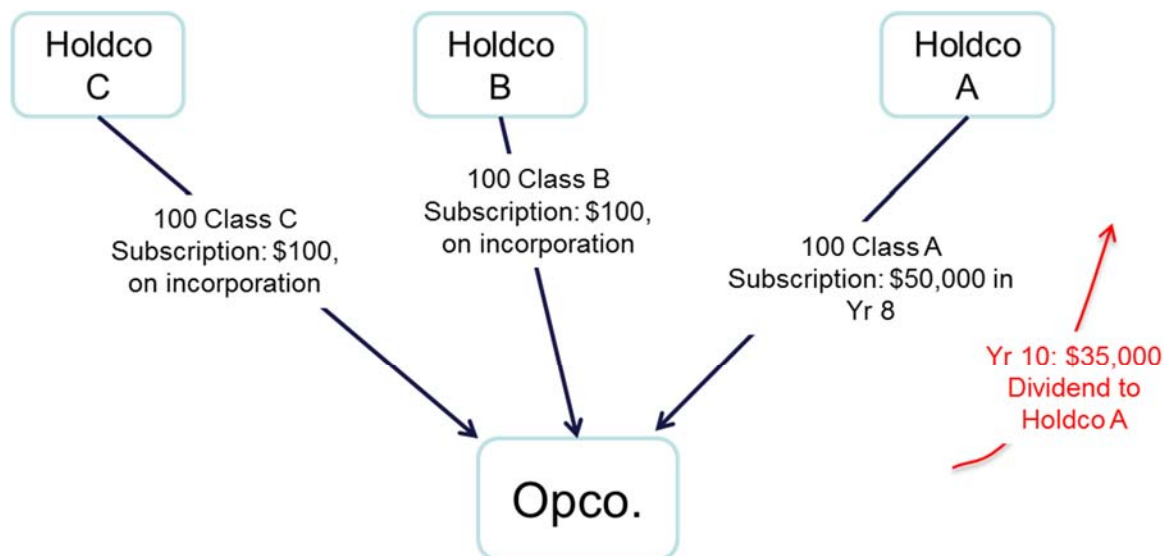 Holdco
C
Holdco
B
Holdco
A
100 Class C
Subscription: $100,
on incorporation
100 Class B
Subscription: $100,
on incorporation
100 Class A
Subscription: $50,000 in
Yr 8
Yr 10: $35,000
Dividend to
Holdco A
Opco.